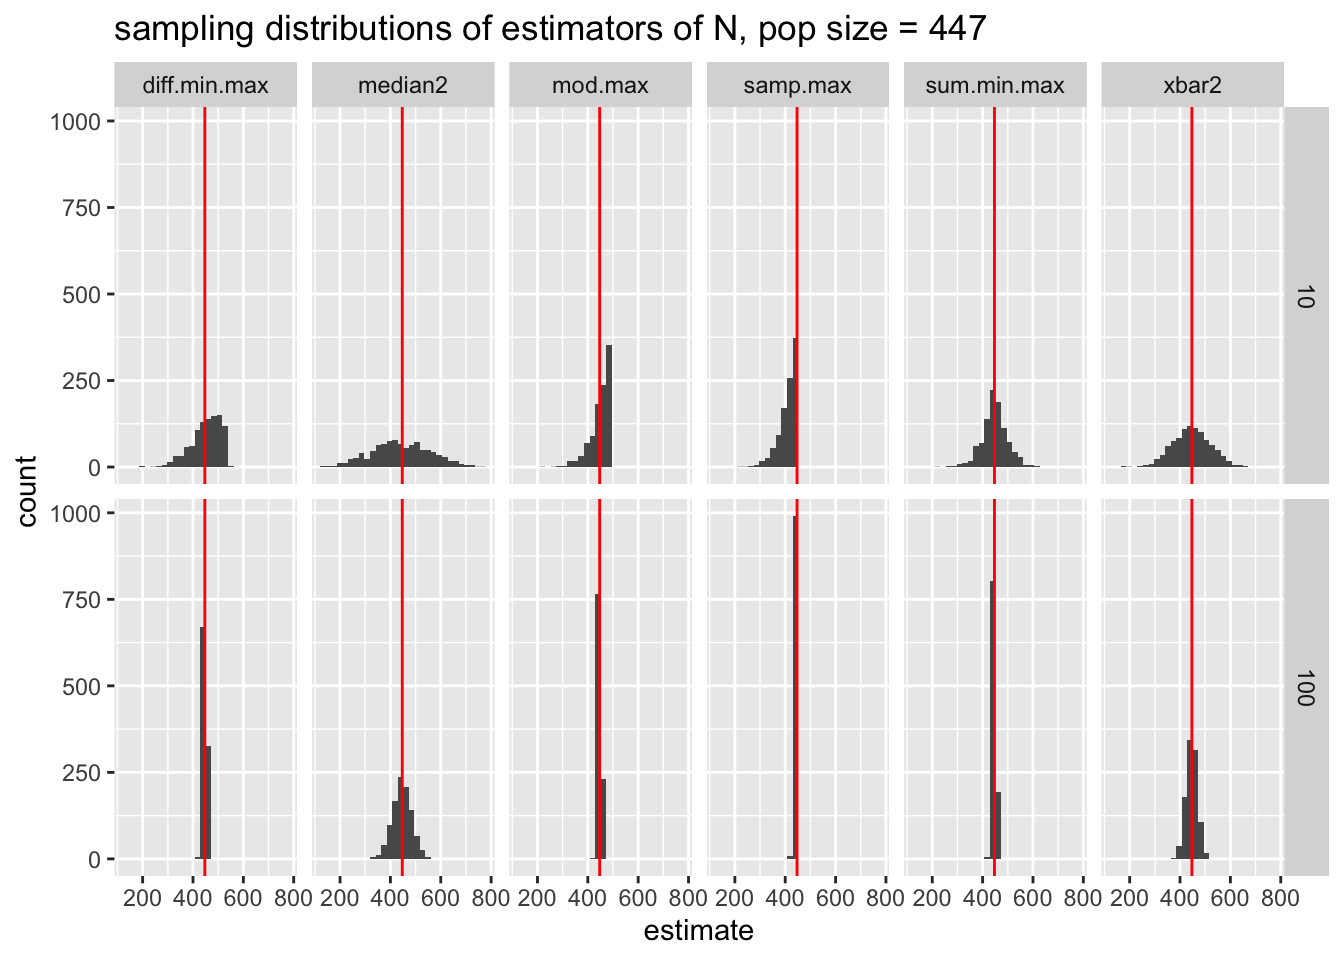 sampling distributions of estimators of N, pop size = 447
diff.min.max median2 mod.max samp.max sum.min.max xbar2
1000
750
500
250
0
10
1000
750
500
250
0
100
count
200 400 600 800 200 400 600 800 200 400 600 800 200 400 600 800 200 400 600 800 200 400 600 800
estimate